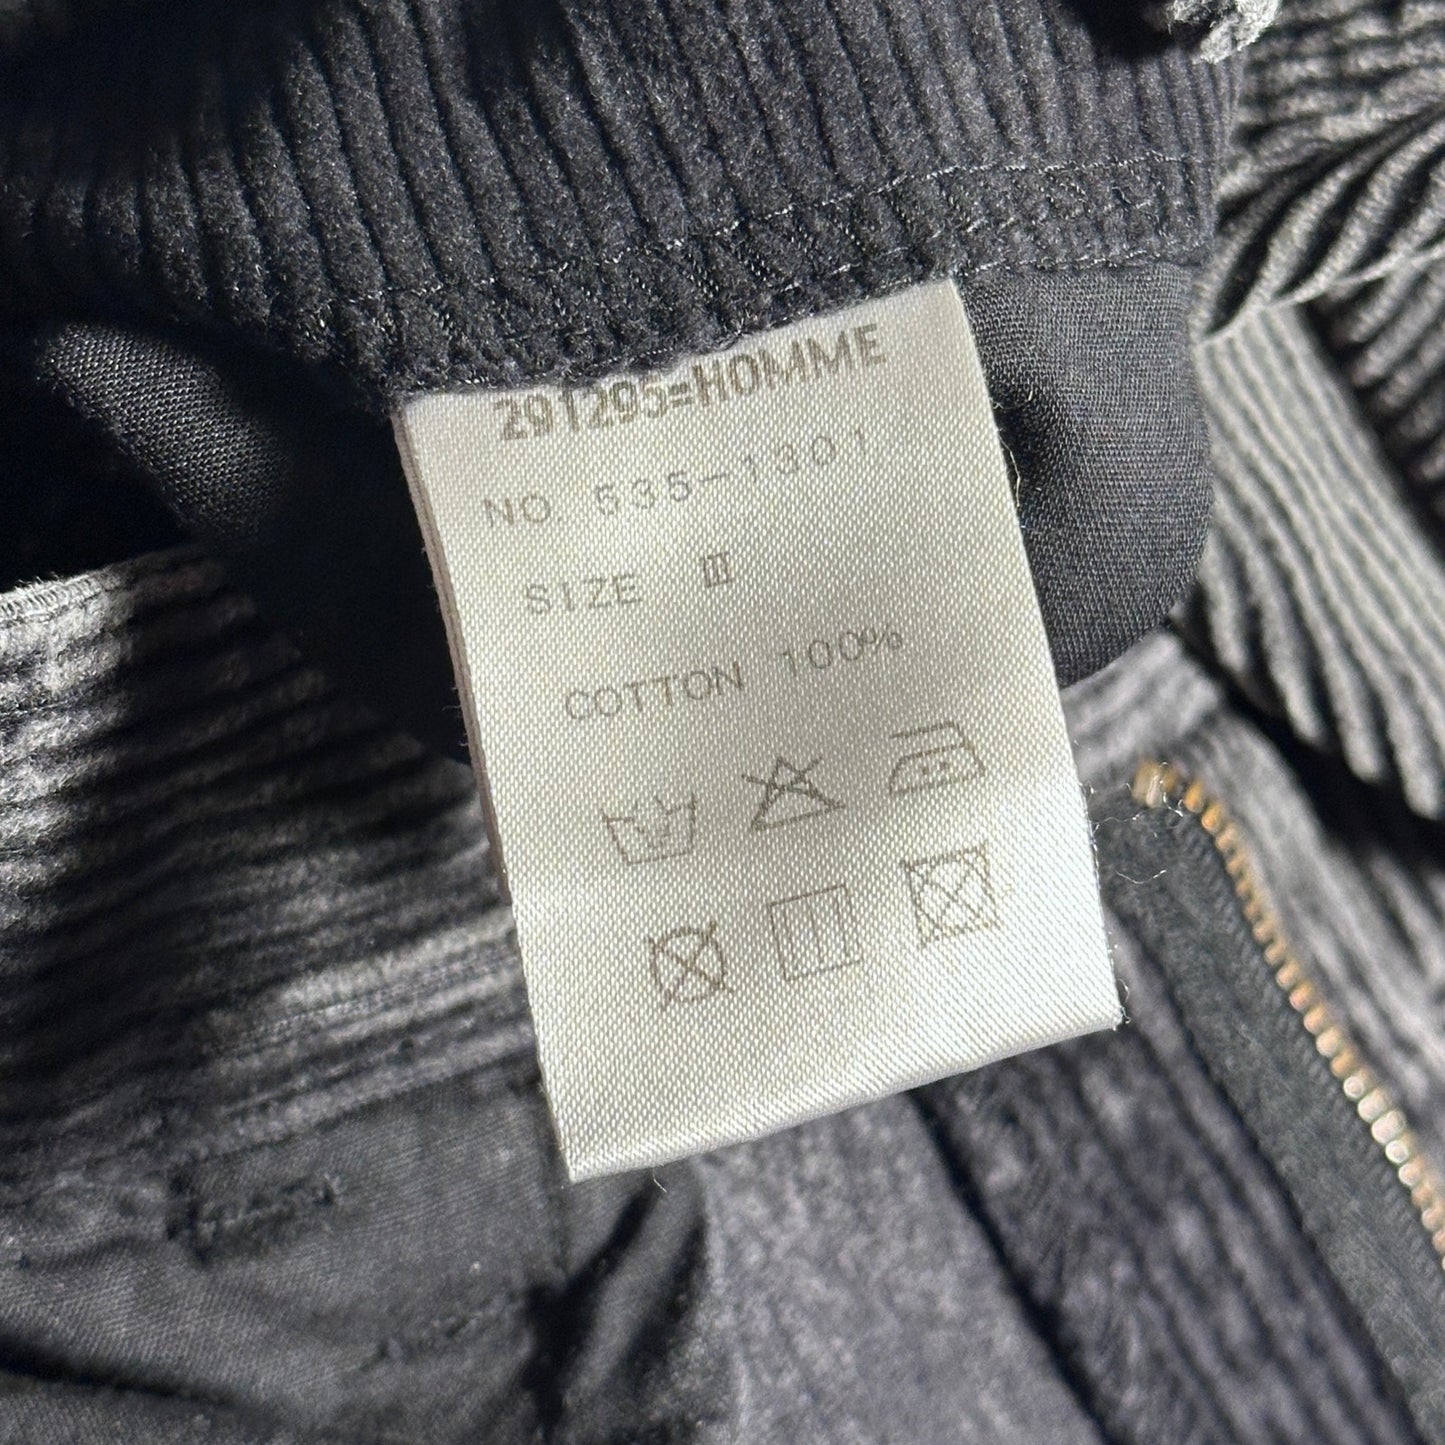 291295=HOMME
NO 535-1301
SIZE Ⅲ
COTTON 100%